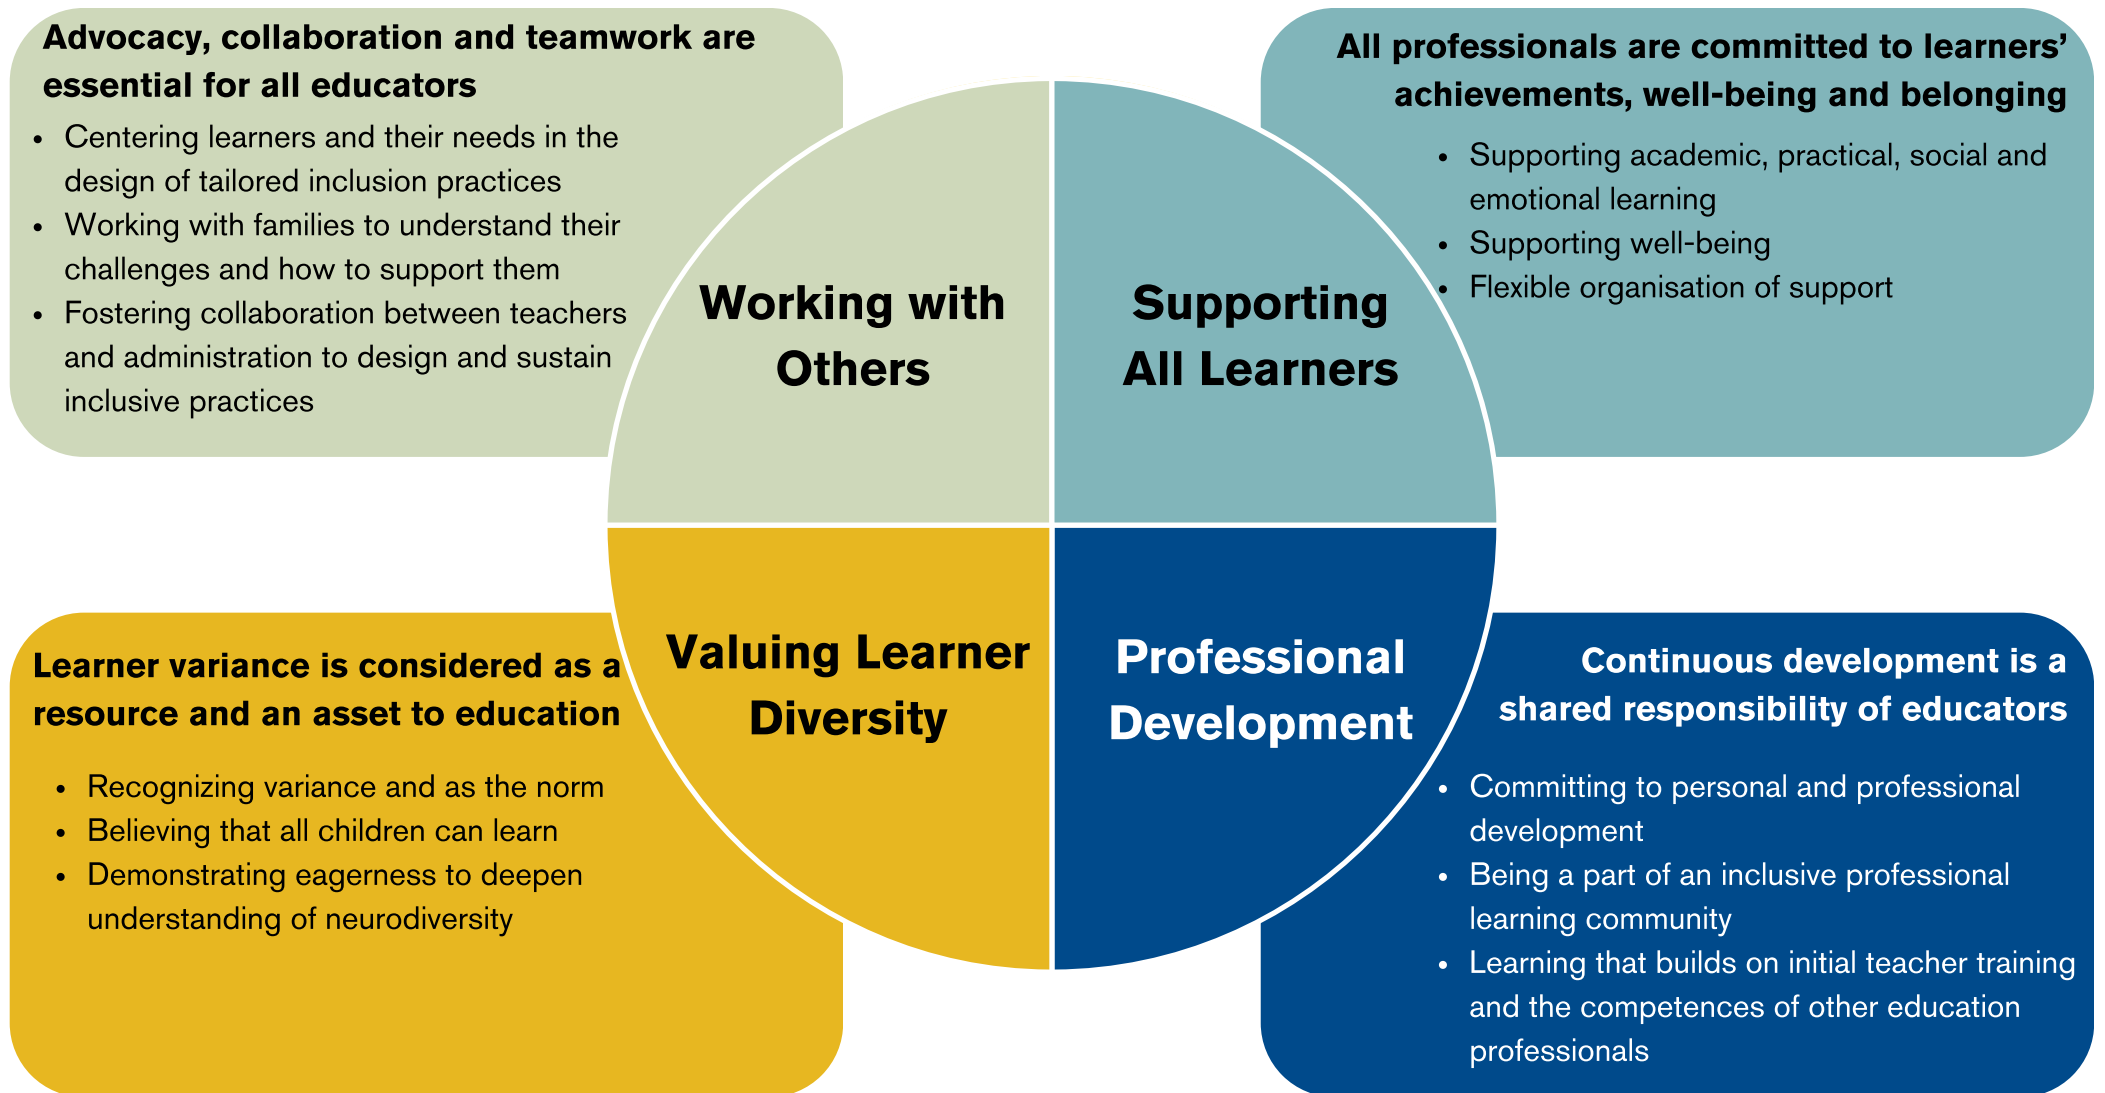 Advocacy, collaboration and teamwork are
essential for all educators
• Centering learners and their needs in the
design of tailored inclusion practices
• Working with families to understand their
challenges and how to support them
• Fostering collaboration between teachers
and administration to design and sustain
inclusive practices
Working with
Others
All professionals are committed to learners’
achievements, well-being and belonging
• Supporting academic, practical, social and
emotional learning
• Supporting well-being
• Flexible organisation of support
Supporting
All Learners
Learner variance is considered as a
resource and an asset to education
• Recognizing variance and as the norm
• Believing that all children can learn
• Demonstrating eagerness to deepen
understanding of neurodiversity
Valuing Learner
Diversity
Professional
Development
Continuous development is a
shared responsibility of educators
• Committing to personal and professional
development
• Being a part of an inclusive professional
learning community
• Learning that builds on initial teacher training
and the competences of other education
professionals